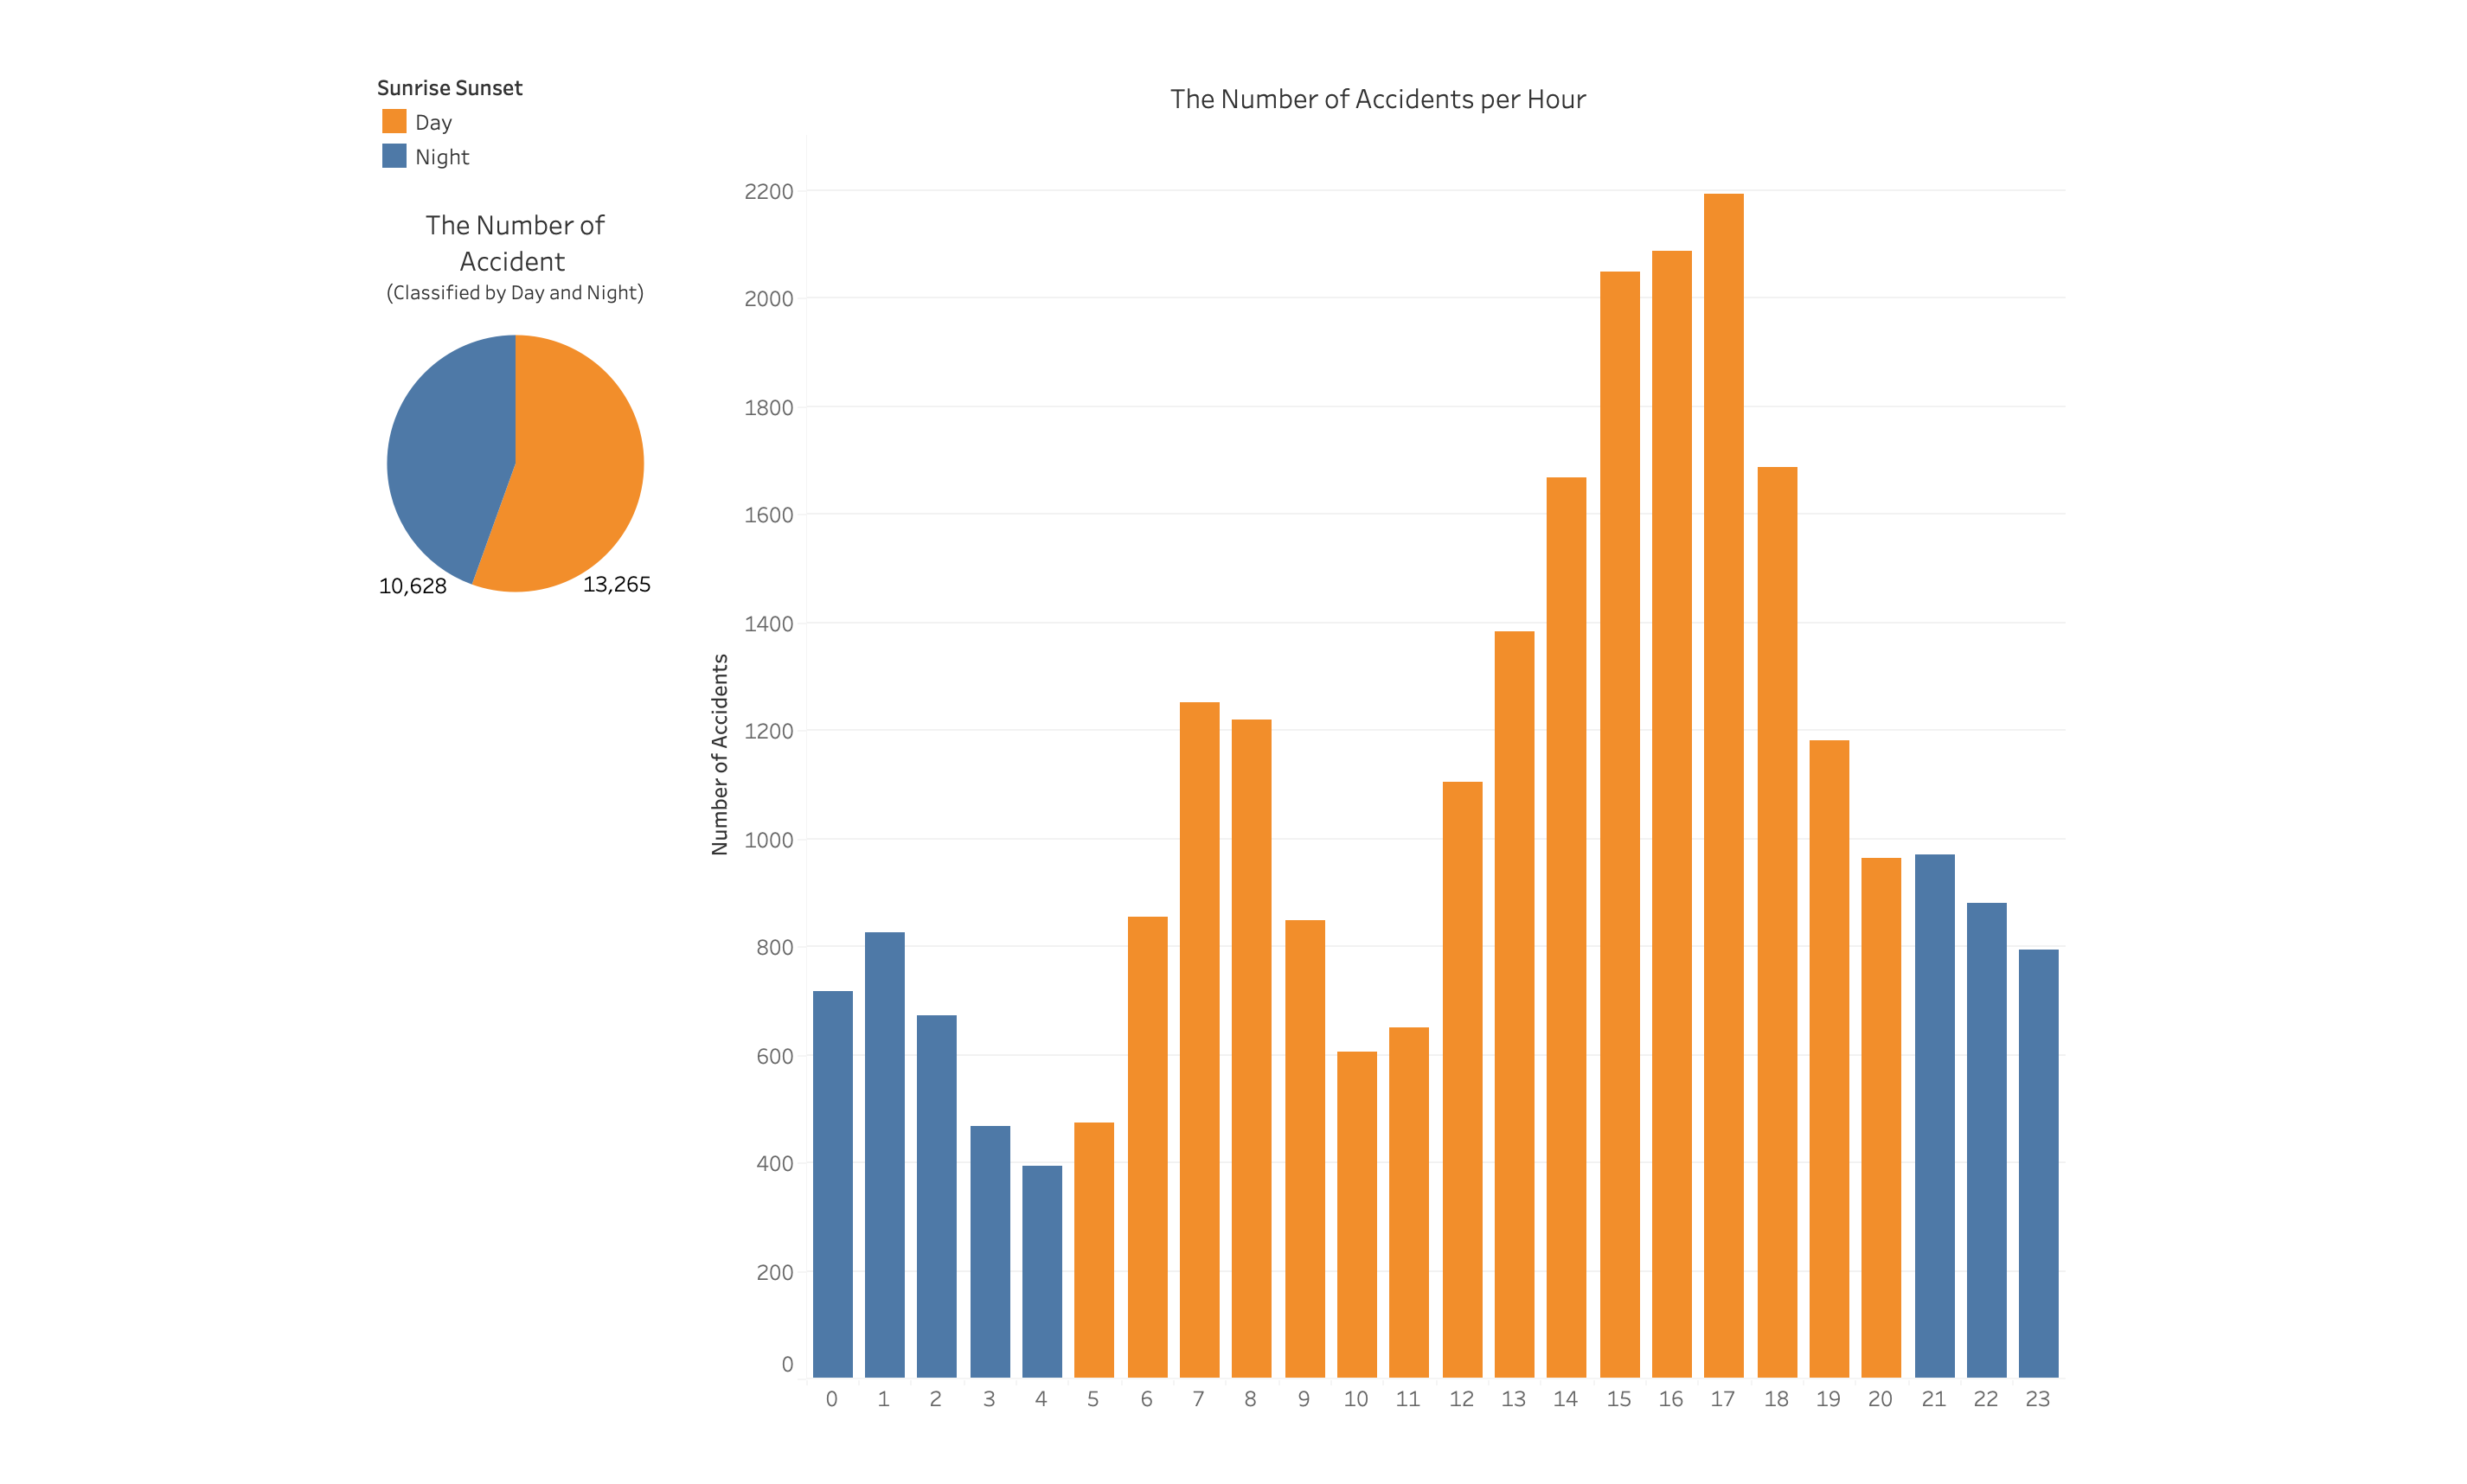 Sunrise Sunset
Day
Night
The Number of
Accident
(Classified by Day and Night)
10,628
13,265
The Number of Accidents per Hour
Number of Accidents
2200
2000
1800
1600
1400
1200
1000
800
600
400
200
0
0 1 2 3 4 5 6 7 8 9 10 11 12 13 14 15 16 17 18 19 20 21 22 23